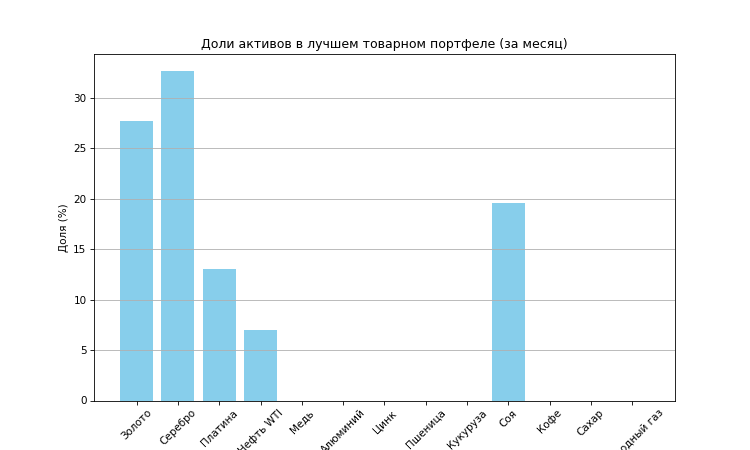 Доли активов в лучшем товарном портфеле (за месяц)
Доля (%)
30
25
20
15
10
5
0
Золото
Серебро
Платина
Нефть WTI
Медь
Алюминий
Цинк
Пшеница
Кукуруза
Соя
Кофе
Сахар
газ